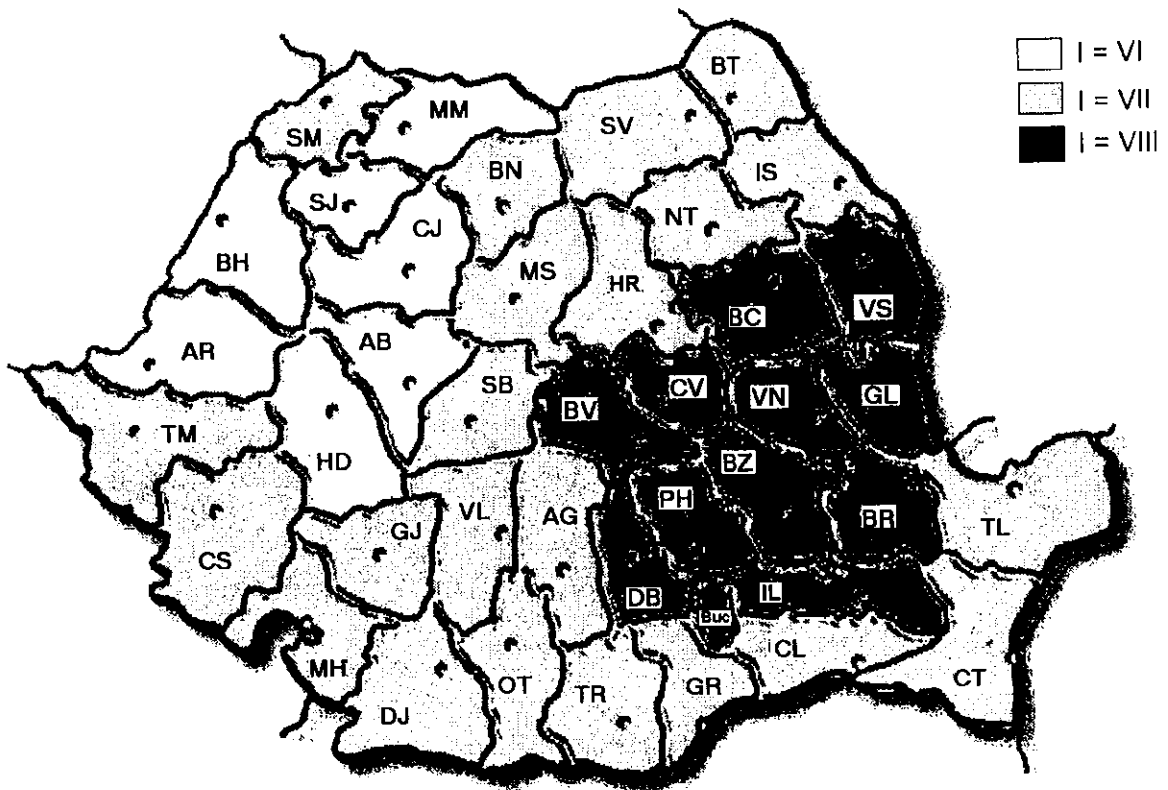 I = VI
I = VII
I = VIII
BT
MM
SV
SM
BN
IS
SJ
NT
CJ
BH
MS
HR
BC
VS
AR
AB
SB
CV
VN
GL
BV
TM
HD
BZ
PH
VL
AG
BR
GJ
TL
CS
DB
IL
Buc
CL
MH
OT
TR
GR
CT
DJ